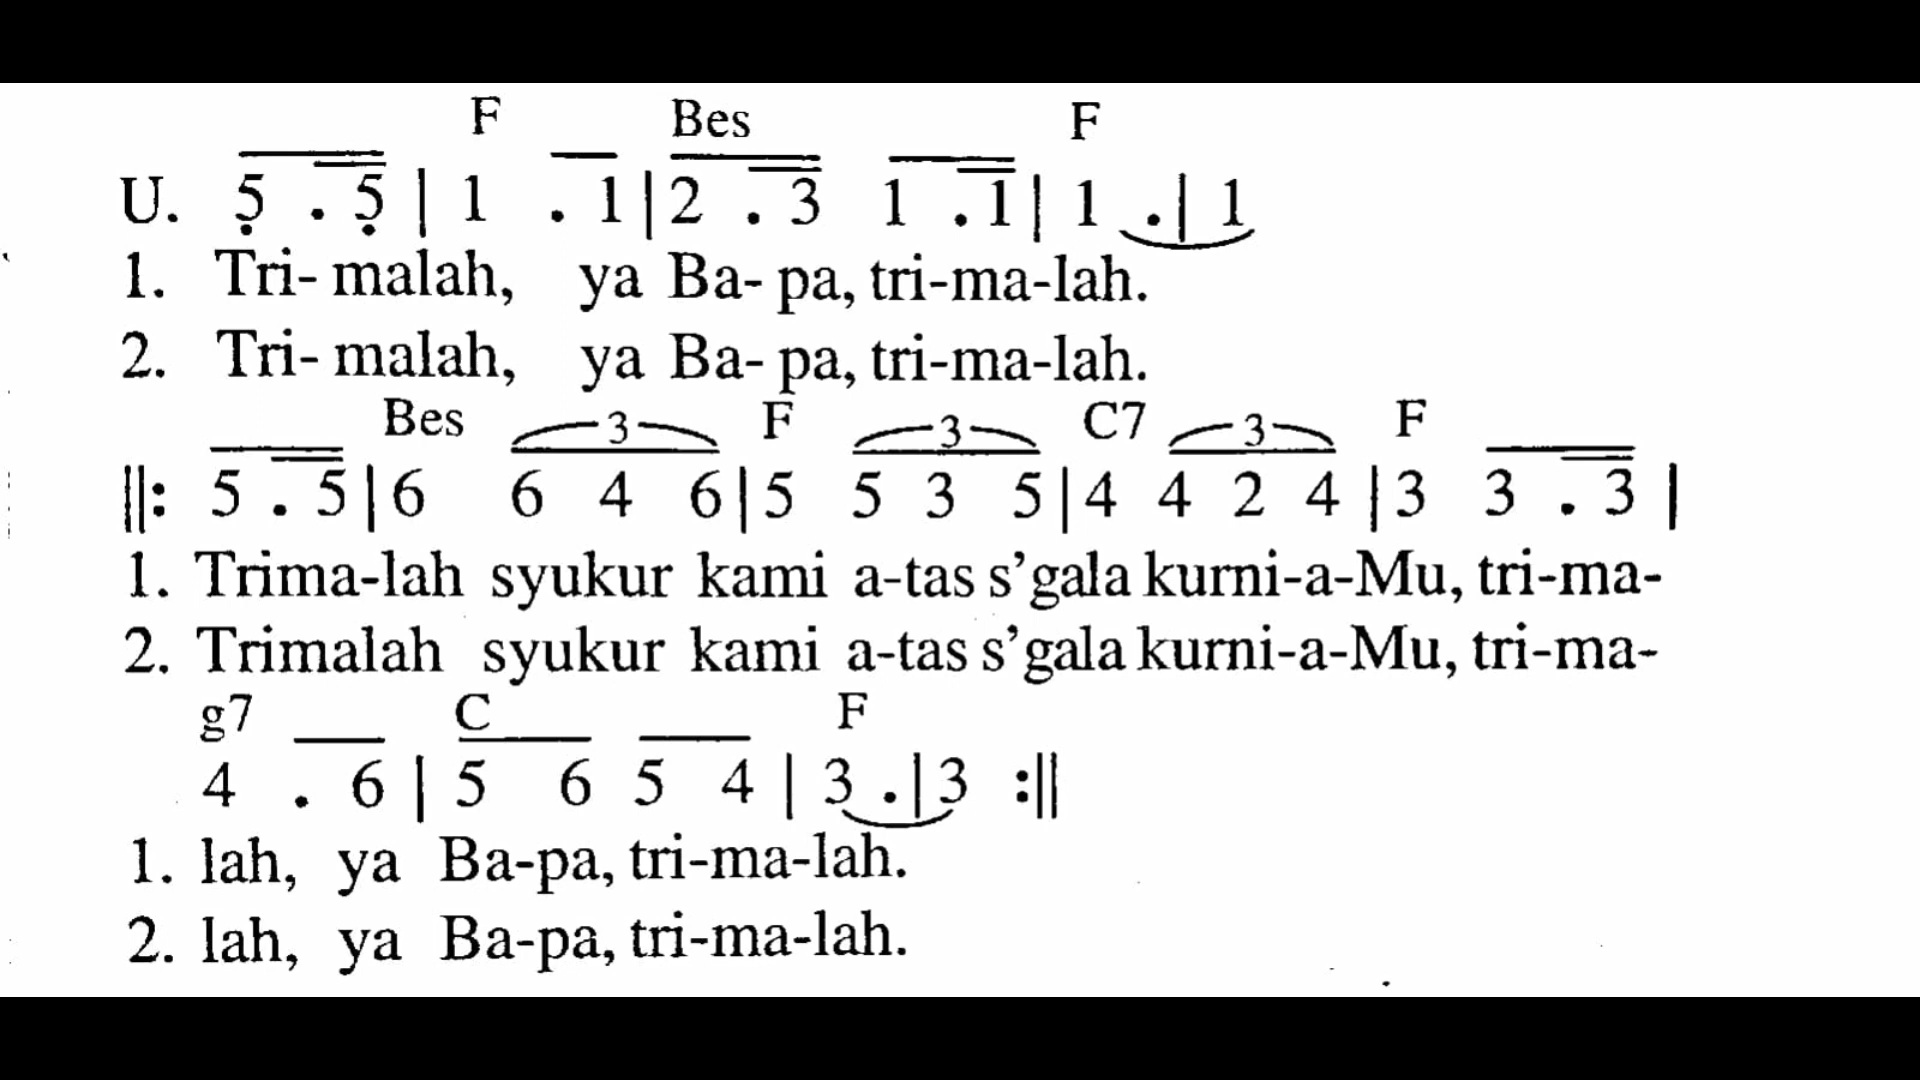 F Bes F
U. 5̣ . 5̣ | 1 . 1 | 2 . 3 1 . 1 | 1 . | 1
1. Tri- malah, ya Ba- pa, tri-ma-lah.
2. Tri- malah, ya Ba- pa, tri-ma-lah.
Bes 3 F 3 C7 3 F
||: 5 . 5 | 6 6 4 6 | 5 5 3 5 | 4 4 2 4 | 3 3 . 3 |
1. Trima-lah syukur kami a-tas s’gala kurni-a-Mu, tri-ma-
2. Trimalah syukur kami a-tas s’gala kurni-a-Mu, tri-ma-
g7 C F
4 . 6 | 5 6 5 4 | 3 . | 3 :||
1. lah, ya Ba-pa, tri-ma-lah.
2. lah, ya Ba-pa, tri-ma-lah.